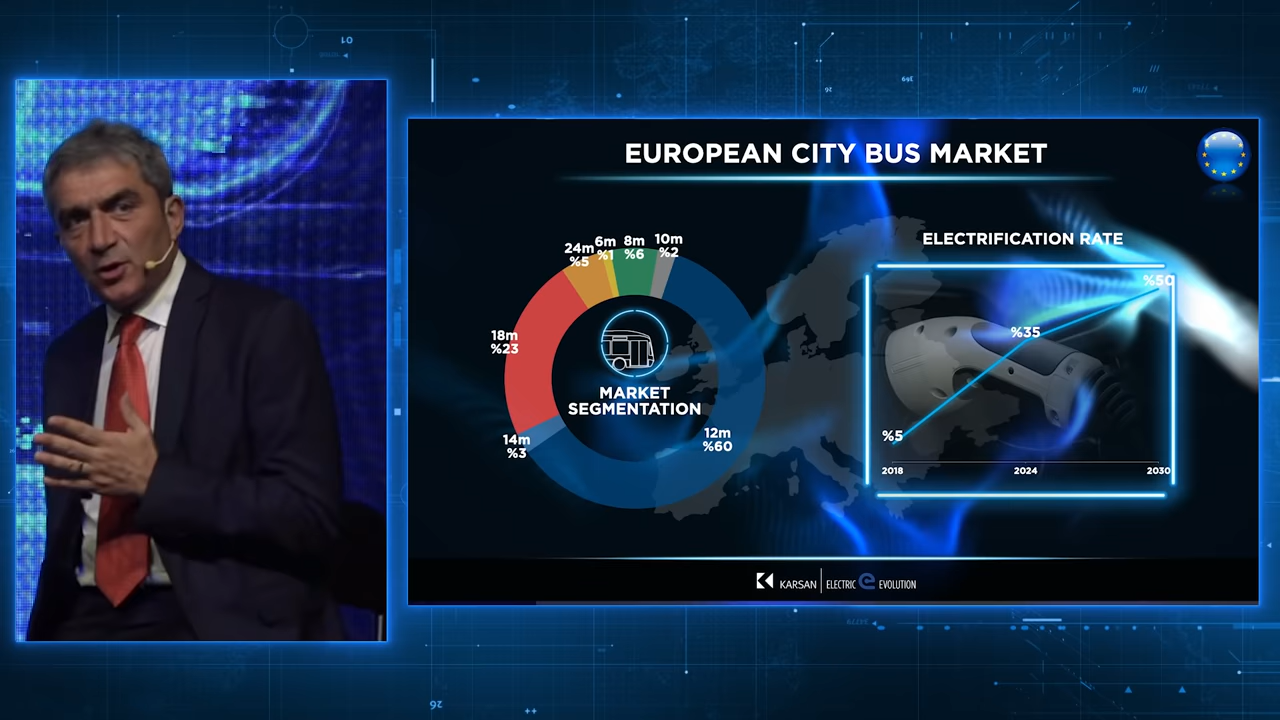 EUROPEAN CITY BUS MARKET
24m
%5
6m
%1
8m
%6
10m
%2
18m
%23
14m
%3
12m
%60
MARKET
SEGMENTATION
ELECTRIFICATION RATE
%50
%35
%5
2018
2024
2030
KARSAN
ELECTRIC e EVOLUTION